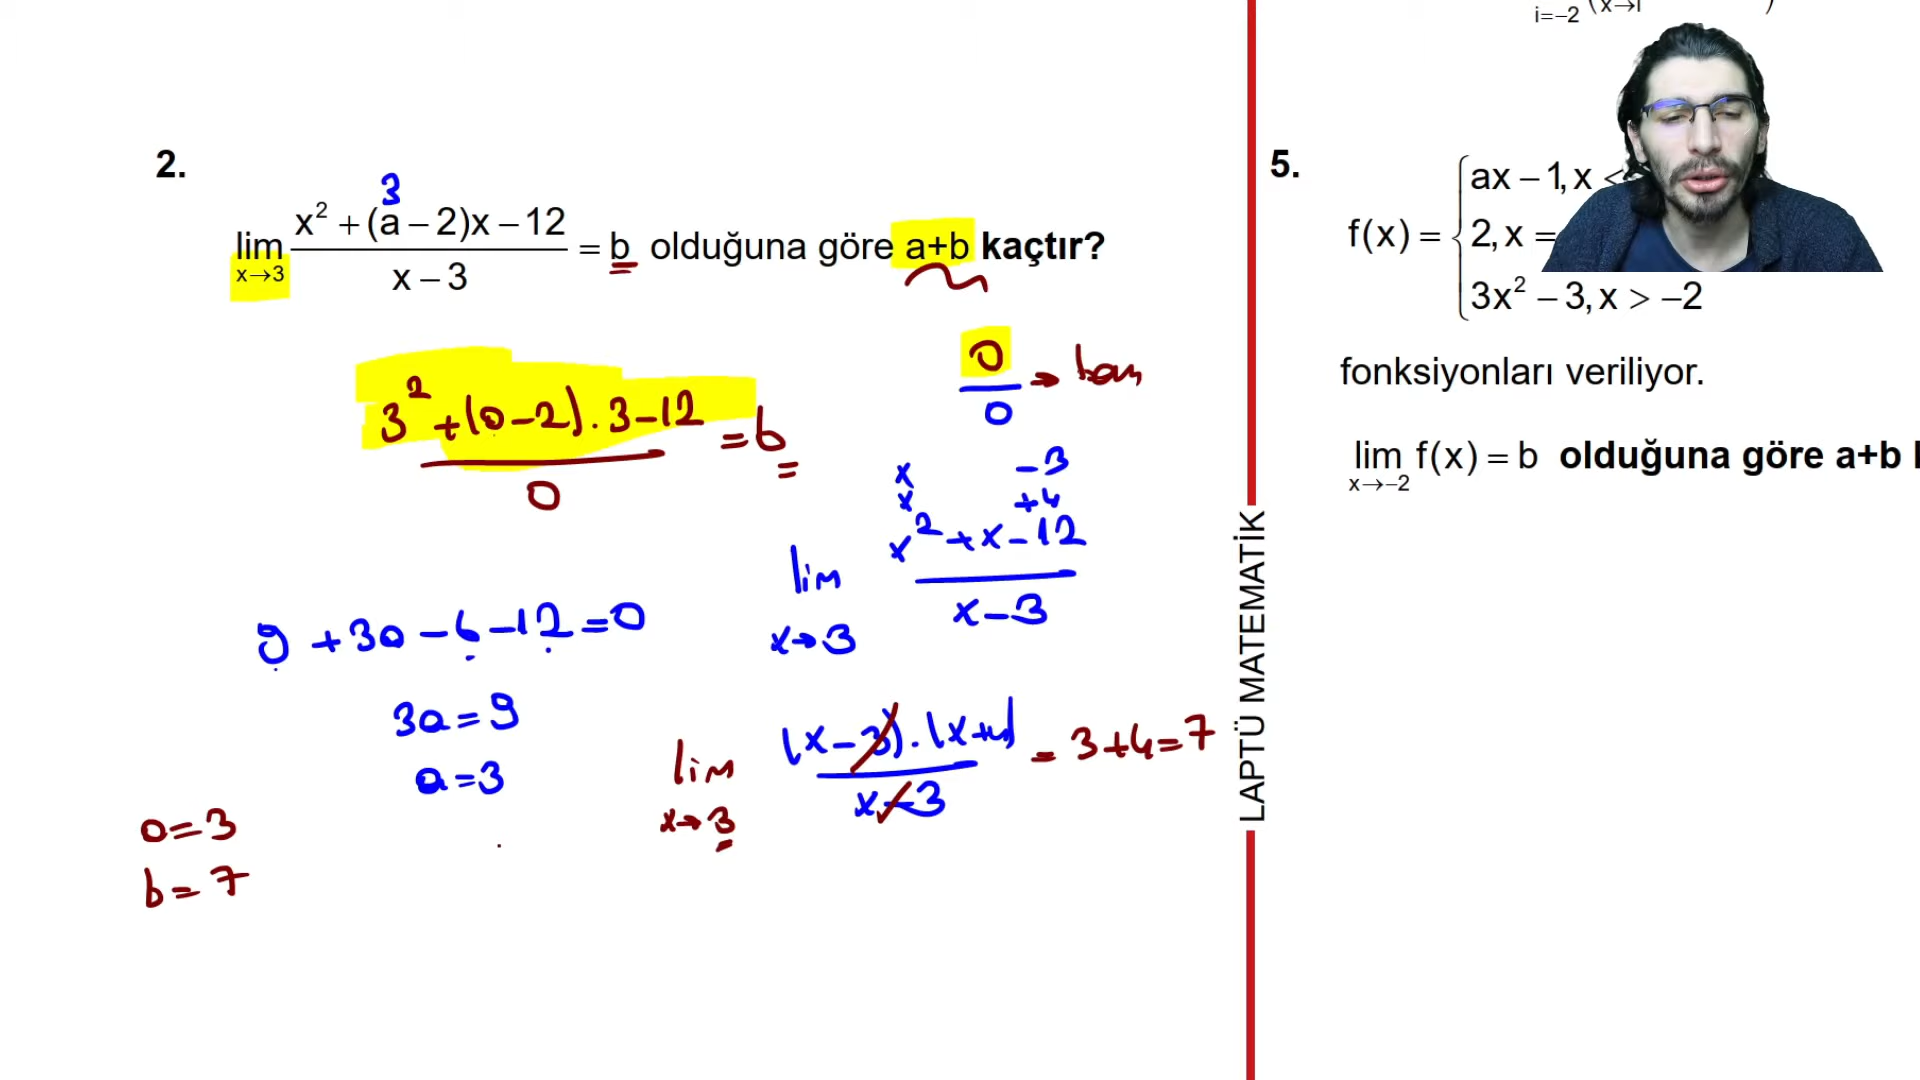 2.
3
lim x→3 x² + (a – 2)x – 12 / x – 3 = b olduğuna göre a+b kaçtır?
3² + (a – 2) . 3 – 12 / 0 = b
0 / 0 →
x –3
x +4
lim x→3 x² + x – 12 / x – 3
9 + 3a – 6 – 12 = 0
3a = 9
a = 3
lim x→3 (x – 3) . (x + 4) / x – 3 = 3 + 4 = 7
a = 3
b = 7
LAPTÜ MATEMATİK
i=–2 (x→i )
5.
f(x) = { ax – 1, x <
2, x =
3x² – 3, x > –2
fonksiyonları veriliyor.
lim x→–2 f(x) = b olduğuna göre a+b